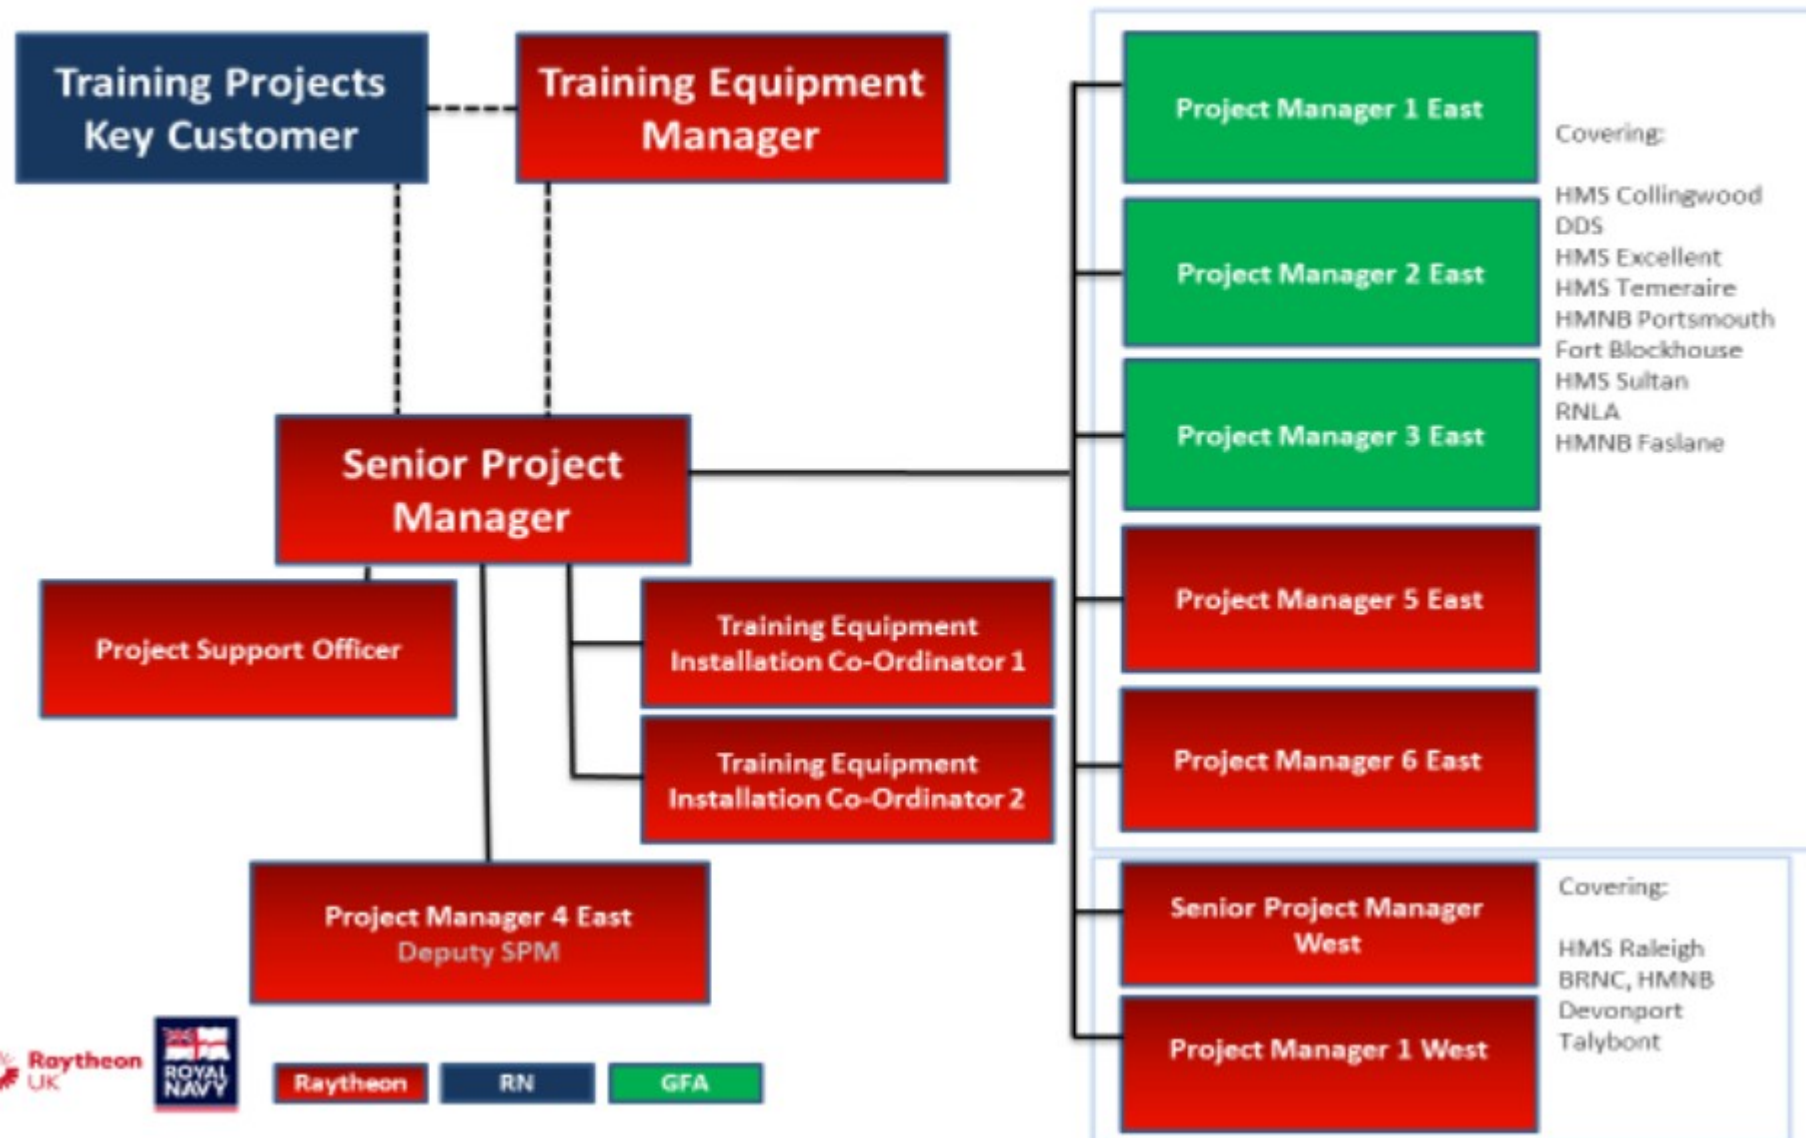 Training Projects
Key Customer
Training Equipment
Manager
Senior Project
Manager
Project Support Officer
Training Equipment
Installation Co-Ordinator 1
Training Equipment
Installation Co-Ordinator 2
Project Manager 4 East
Deputy SPM
Project Manager 1 East
Project Manager 2 East
Project Manager 3 East
Project Manager 5 East
Project Manager 6 East
Covering:
HMS Collingwood
DDS
HMS Excellent
HMS Temeraire
HMNB Portsmouth
Fort Blockhouse
HMS Sultan
RNLA
HMNB Faslane
Senior Project Manager
West
Project Manager 1 West
Covering:
HMS Raleigh
BRNC, HMNB
Devonport
Talybont
Raytheon
UK
ROYAL
NAVY
Raytheon
RN
GFA